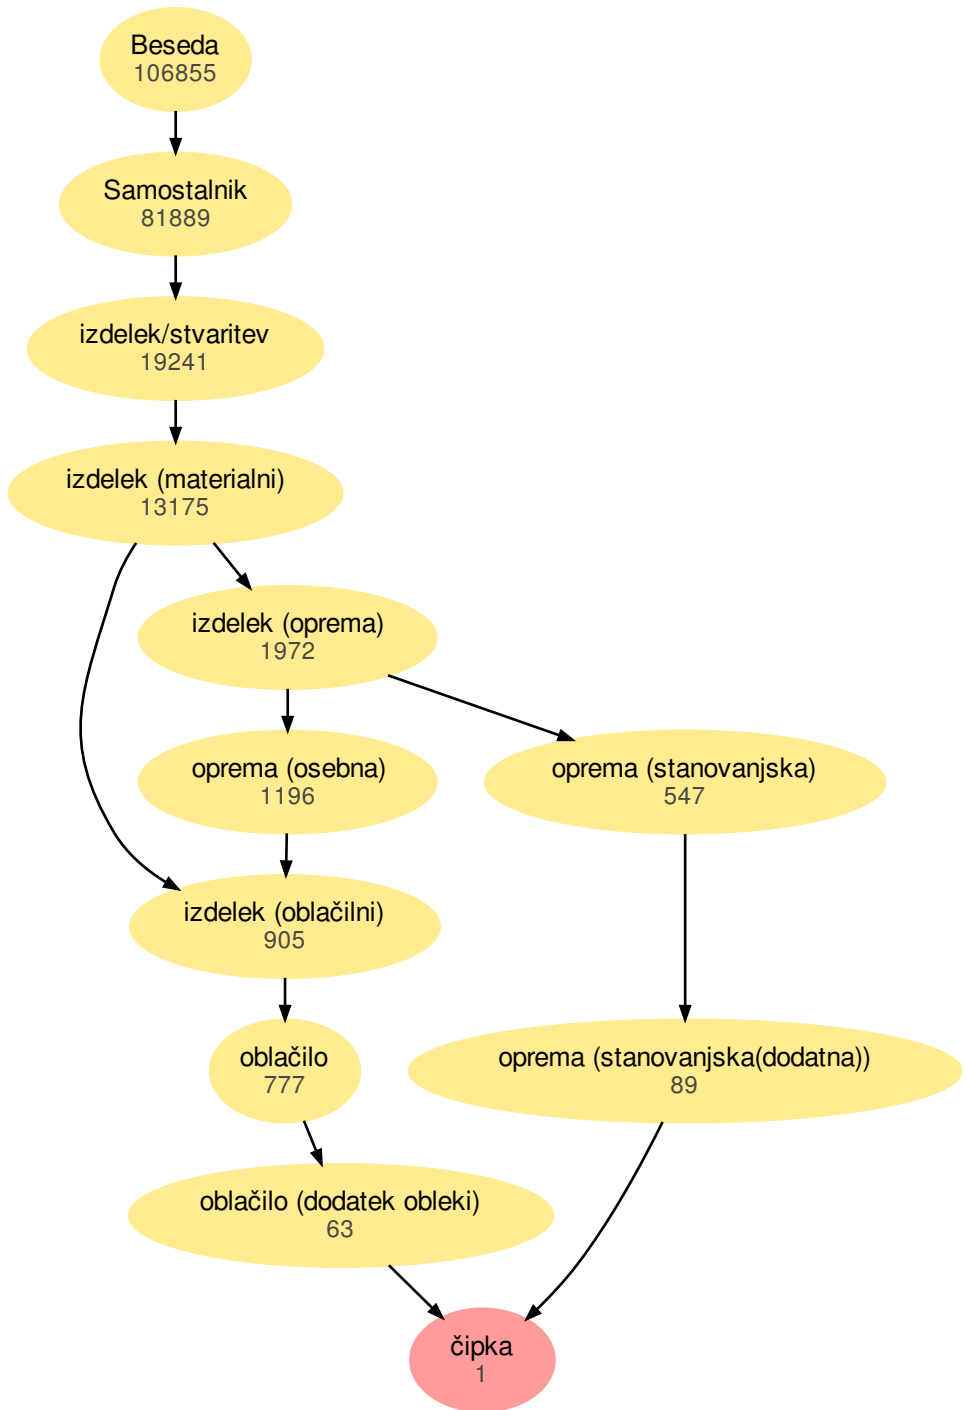 Beseda
106855
Samostalnik
81889
izdelek/stvaritev
19241
izdelek (materialni)
13175
izdelek (oprema)
1972
oprema (osebna)
1196
oprema (stanovanjska)
547
izdelek (oblačilni)
905
oblačilo
777
oprema (stanovanjska(dodatna))
89
oblačilo (dodatek obleki)
63
čipka
1